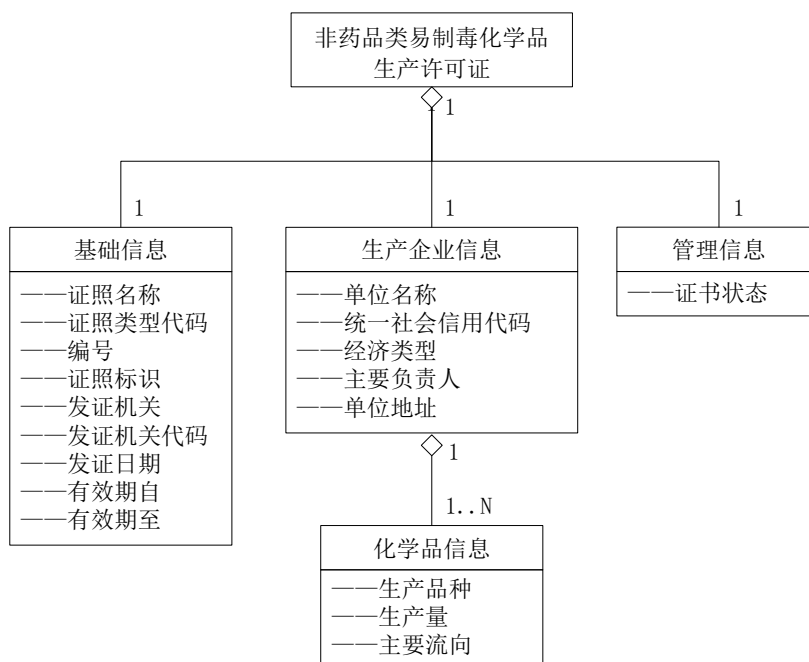 非药品类易制毒化学品
生产许可证
1
1
1
1
基础信息
——证照名称
——证照类型代码
——编号
——证照标识
——发证机关
——发证机关代码
——发证日期
——有效期自
——有效期至
生产企业信息
——单位名称
——统一社会信用代码
——经济类型
——主要负责人
——单位地址
管理信息
——证书状态
1
1..N
化学品信息
——生产品种
——生产量
——主要流向